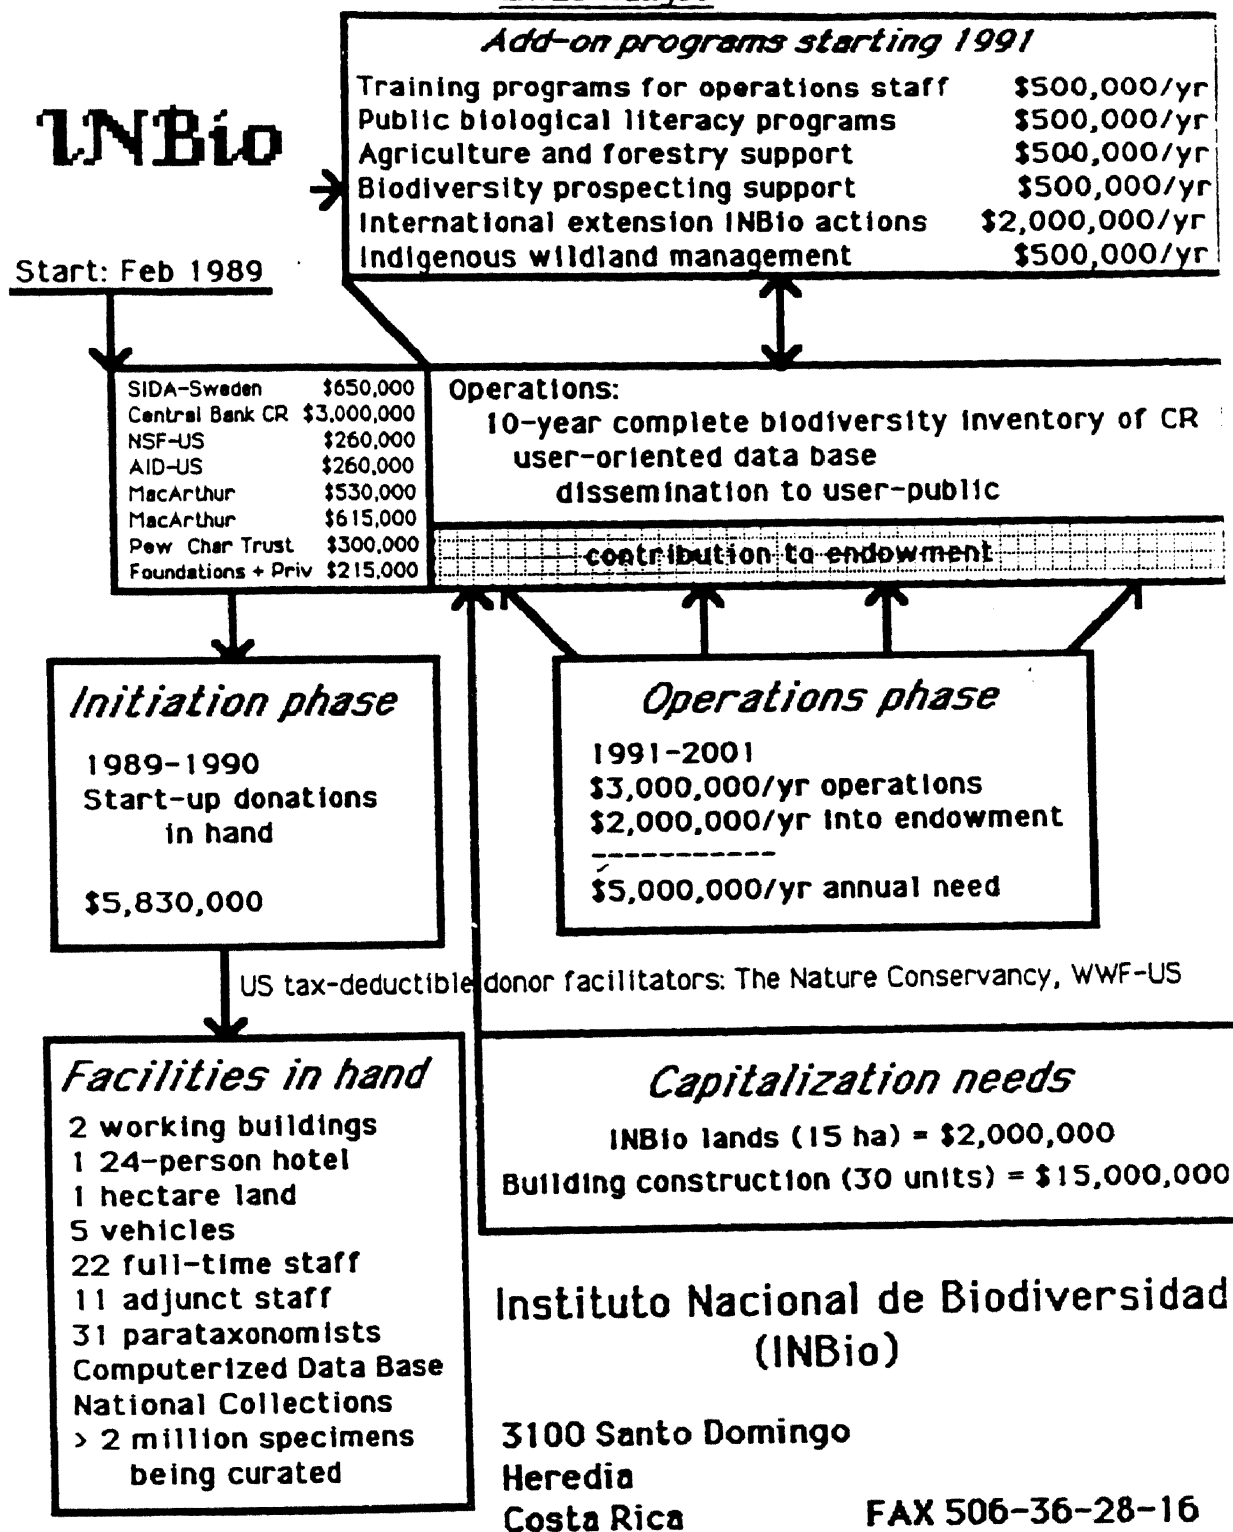 Add-on programs starting 1991
Training programs for operations staff $500,000/yr
Public biological literacy programs $500,000/yr
Agriculture and forestry support $500,000/yr
Biodiversity prospecting support $500,000/yr
International extension INBio actions $2,000,000/yr
Indigenous wildland management $500,000/yr
INBio
Start: Feb 1989
SIDA-Sweden $650,000
Central Bank CR $3,000,000
NSF-US $260,000
AID-US $260,000
MacArthur $530,000
MacArthur $615,000
Pew Char Trust $300,000
Foundations + Priv $215,000
Operations:
10-year complete biodiversity inventory of CR
user-oriented data base
dissemination to user-public
contribution to endowment
Initiation phase
1989-1990
Start-up donations
in hand
$5,830,000
Operations phase
1991-2001
$3,000,000/yr operations
$2,000,000/yr into endowment
-----------
$5,000,000/yr annual need
US tax-deductible donor facilitators: The Nature Conservancy, WWF-US
Facilities in hand
2 working buildings
1 24-person hotel
1 hectare land
5 vehicles
22 full-time staff
11 adjunct staff
31 parataxonomists
Computerized Data Base
National Collections
> 2 million specimens
being curated
Capitalization needs
INBio lands (15 ha) = $2,000,000
Building construction (30 units) = $15,000,000
Instituto Nacional de Biodiversidad
(INBio)
3100 Santo Domingo
Heredia
Costa Rica FAX 506-36-28-16